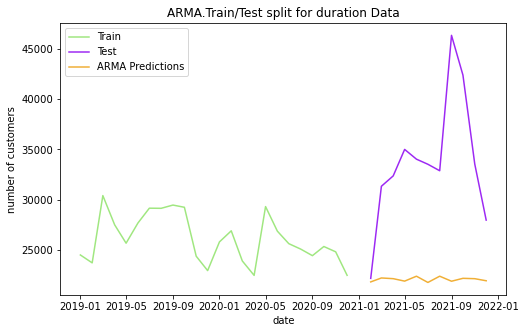 ARMA.Train/Test split for duration Data
Train
Test
ARMA Predictions
45000
40000
35000
30000
25000
number of customers
2019-01 2019-05 2019-09 2020-01 2020-05 2020-09 2021-01 2021-05 2021-09 2022-01
date